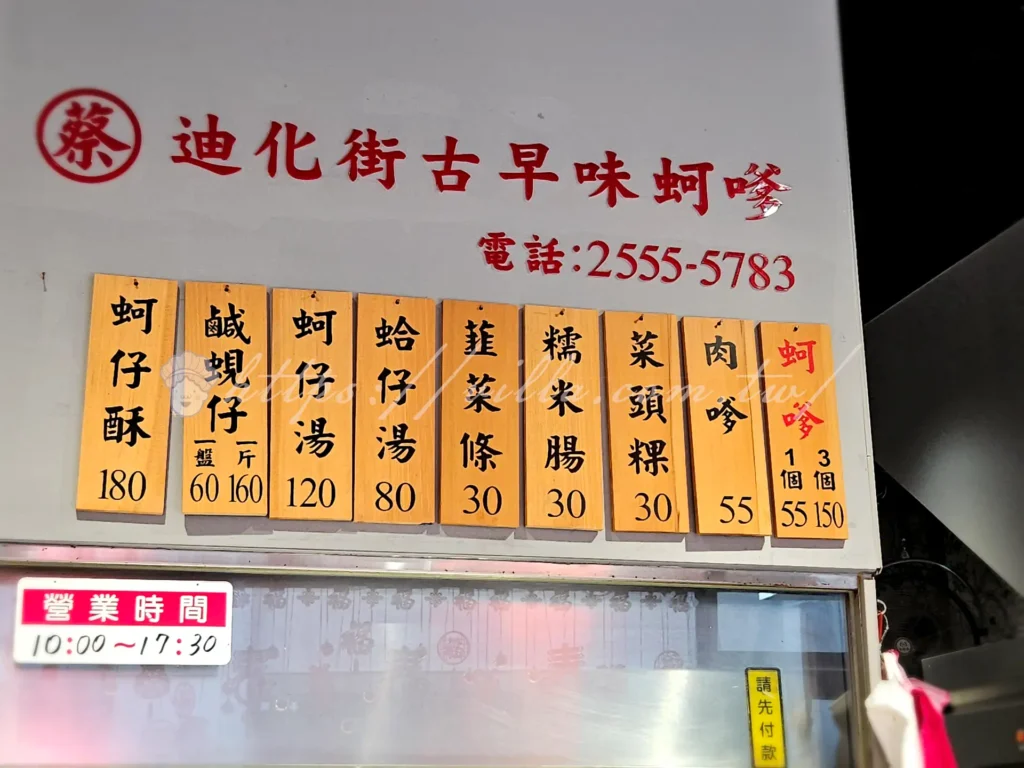 蔡 迪化街古早味蚵嗲
電話:2555-5783
蚵嗲 1個 55 3個 150
肉嗲 55
菜頭粿 30
糯米腸 30
韮菜條 30
蛤仔湯 80
蚵仔湯 120
鹹蜆仔 一斤 160 一盤 60
蚵仔酥 180
營業時間
10:00~17:30
請先付款